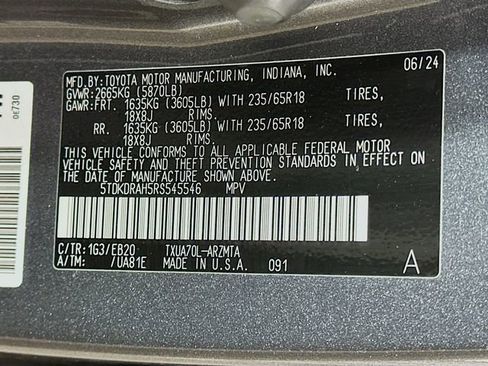 MFD.BY:TOYOTA MOTOR MANUFACTURING, INDIANA, INC. 06/24
GVWR:2665KG (5870LB)
GAWR:FRT. 1635KG (3605LB) WITH 235/65R18 TIRES,
18X8J RIMS,
RR. 1635KG (3605LB) WITH 235/65R18 TIRES,
18X8J RIMS.
THIS VEHICLE CONFORMS TO ALL APPLICABLE FEDERAL MOTOR
VEHICLE SAFETY AND THEFT PREVENTION STANDARDS IN EFFECT ON
THE DATE OF MANUFACTURE SHOWN ABOVE.
5TDKDRAH5RS545546 MPV
C/TR:1G3/EB20 TXUA70L-ARZMTA
A/TM: /UA81E MADE IN U.S.A. 091 A
0E730